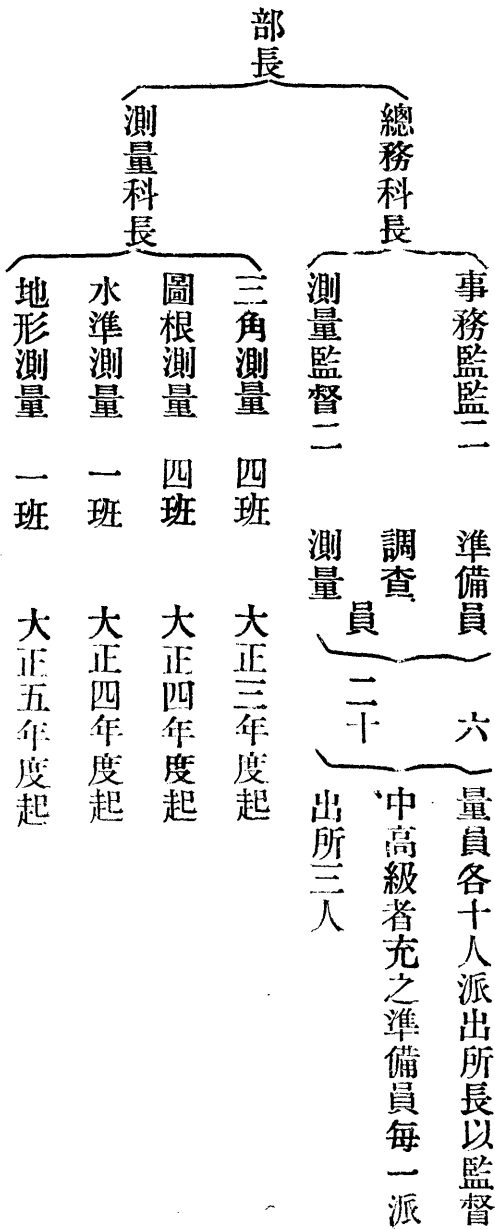 部長
總務科長
事務監監二
測量監督二
準備員
調查
測量
員
六
二十
量員各十人派出所長以監督
中高級者充之準備員每一派
出所三人
測量科長
三角測量 四班 大正三年度起
圖根測量 四班 大正四年度起
水準測量 一班 大正四年度起
地形測量 一班 大正五年度起